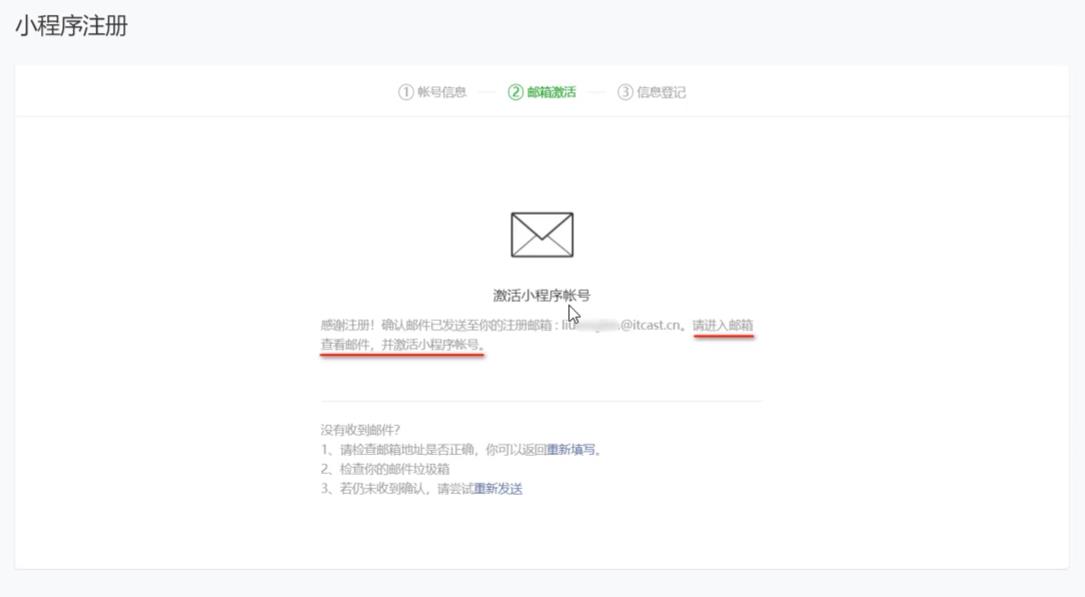 小程序注册
① 帐号信息 ② 邮箱激活 ③ 信息登记
激活小程序帐号
感谢注册！确认邮件已发送至你的注册邮箱 : @itcast.cn。请进入邮箱
查看邮件，并激活小程序帐号。
没有收到邮件？
1、请检查邮箱地址是否正确，你可以返回重新填写。
2、检查你的邮件垃圾箱
3、若仍未收到确认，请尝试重新发送